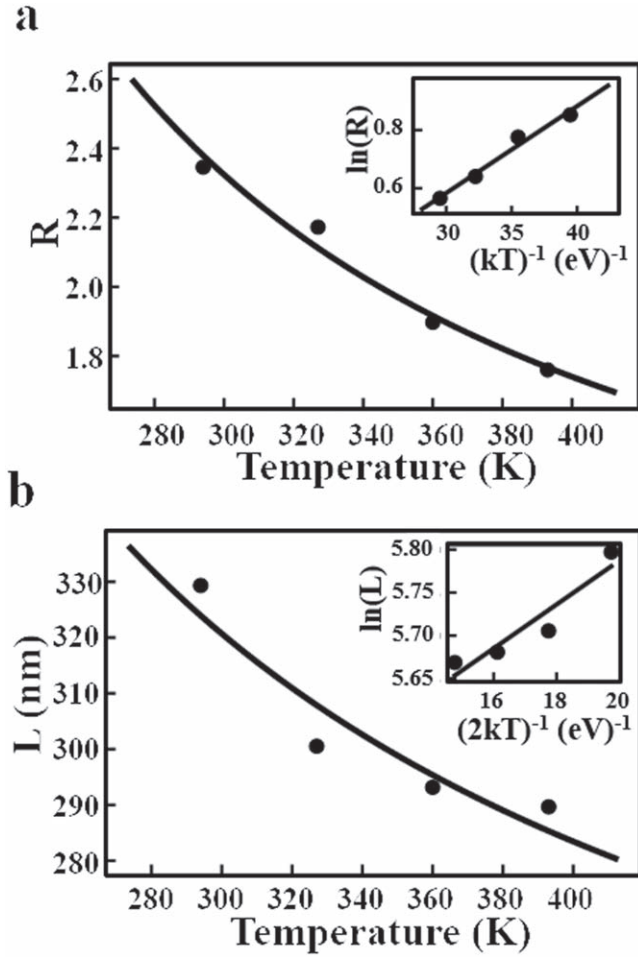 a
2.6
2.4
2.2
2.0
1.8
R
280 300 320 340 360 380 400
Temperature (K)
0.8
0.6
ln(R)
30 35 40
(kT)-1 (eV)-1
b
330
320
310
300
290
280
L (nm)
280 300 320 340 360 380 400
Temperature (K)
5.80
5.75
5.70
5.65
ln(L)
16 18 20
(2kT)-1 (eV)-1